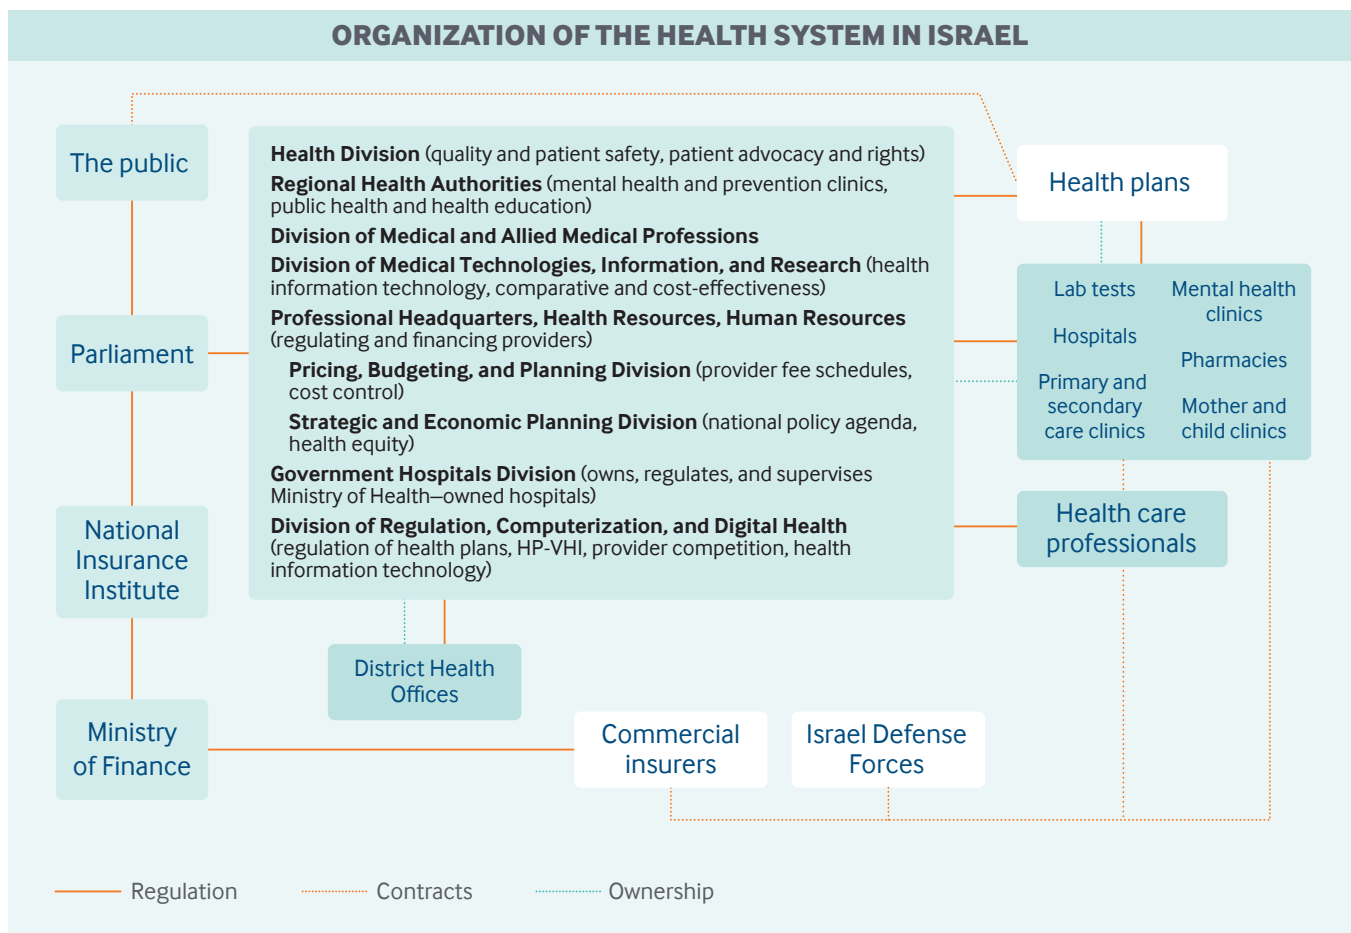 ORGANIZATION OF THE HEALTH SYSTEM IN ISRAEL
The public
Parliament
National
Insurance
Institute
Ministry
of Finance
Health Division (quality and patient safety, patient advocacy and rights)
Regional Health Authorities (mental health and prevention clinics,
public health and health education)
Division of Medical and Allied Medical Professions
Division of Medical Technologies, Information, and Research (health
information technology, comparative and cost-effectiveness)
Professional Headquarters, Health Resources, Human Resources
(regulating and financing providers)
Pricing, Budgeting, and Planning Division (provider fee schedules,
cost control)
Strategic and Economic Planning Division (national policy agenda,
health equity)
Government Hospitals Division (owns, regulates, and supervises
Ministry of Health–owned hospitals)
Division of Regulation, Computerization, and Digital Health
(regulation of health plans, HP-VHI, provider competition, health
information technology)
Health plans
Lab tests
Hospitals
Primary and
secondary
care clinics
Mental health
clinics
Pharmacies
Mother and
child clinics
Health care
professionals
District Health
Offices
Commercial
insurers
Israel Defense
Forces
Regulation
Contracts
Ownership